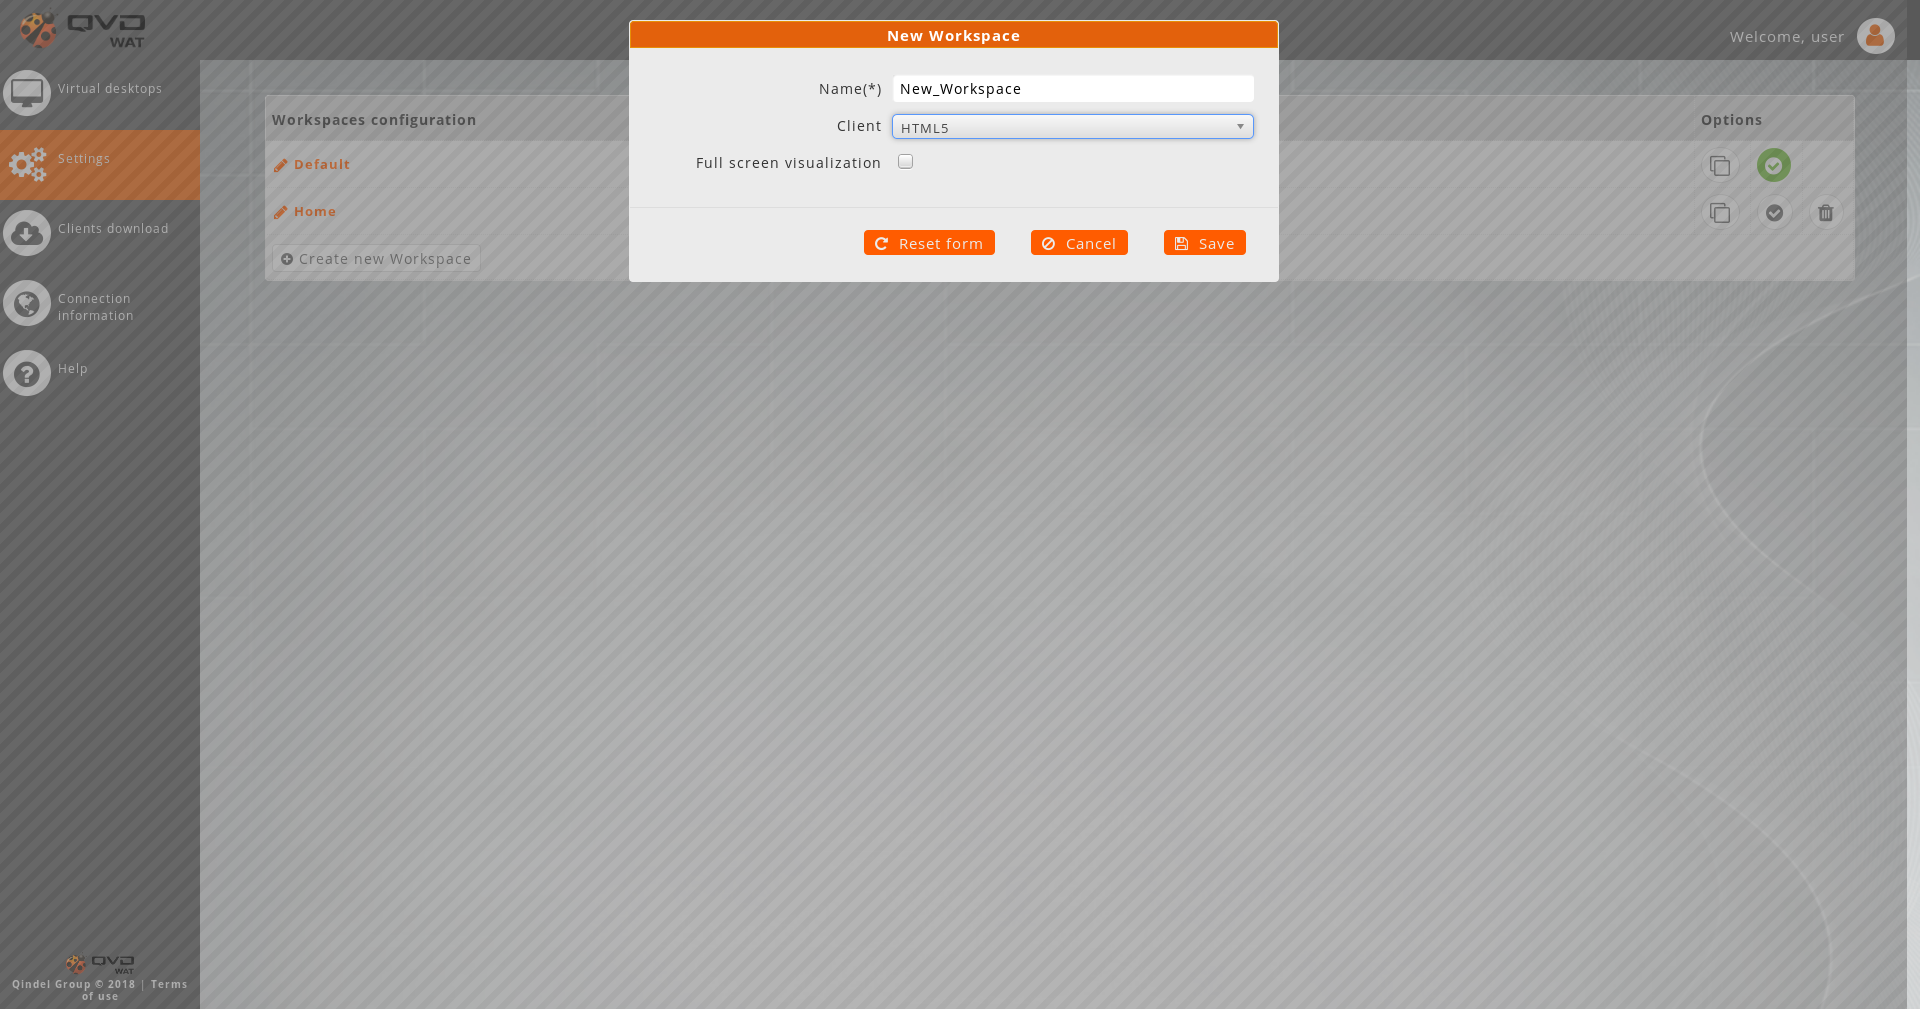 QVD
WAT
Welcome, user
New Workspace
Name(*) New_Workspace
Client HTML5
Full screen visualization
Reset form Cancel Save
Virtual desktops
Settings
Clients download
Connection
information
Help
Workspaces configuration Options
Default
Home
Create new Workspace
QVD
WAT
Qindel Group © 2018 | Terms
of use